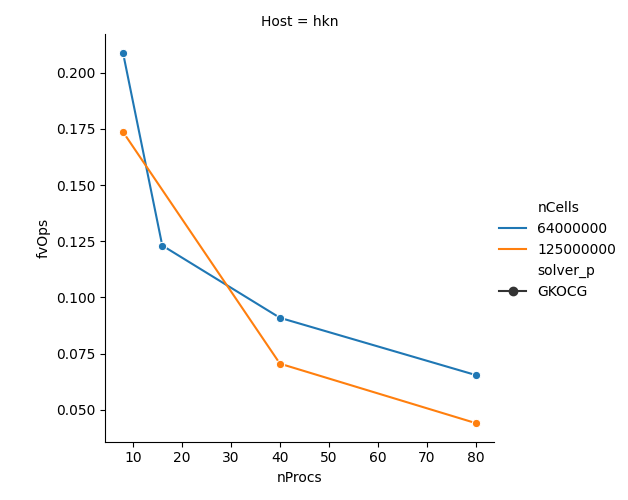 Host = hkn
0.200
0.175
0.150
0.125
0.100
0.075
0.050
fvOps
10 20 30 40 50 60 70 80
nProcs
nCells
64000000
125000000
solver_p
GKOCG